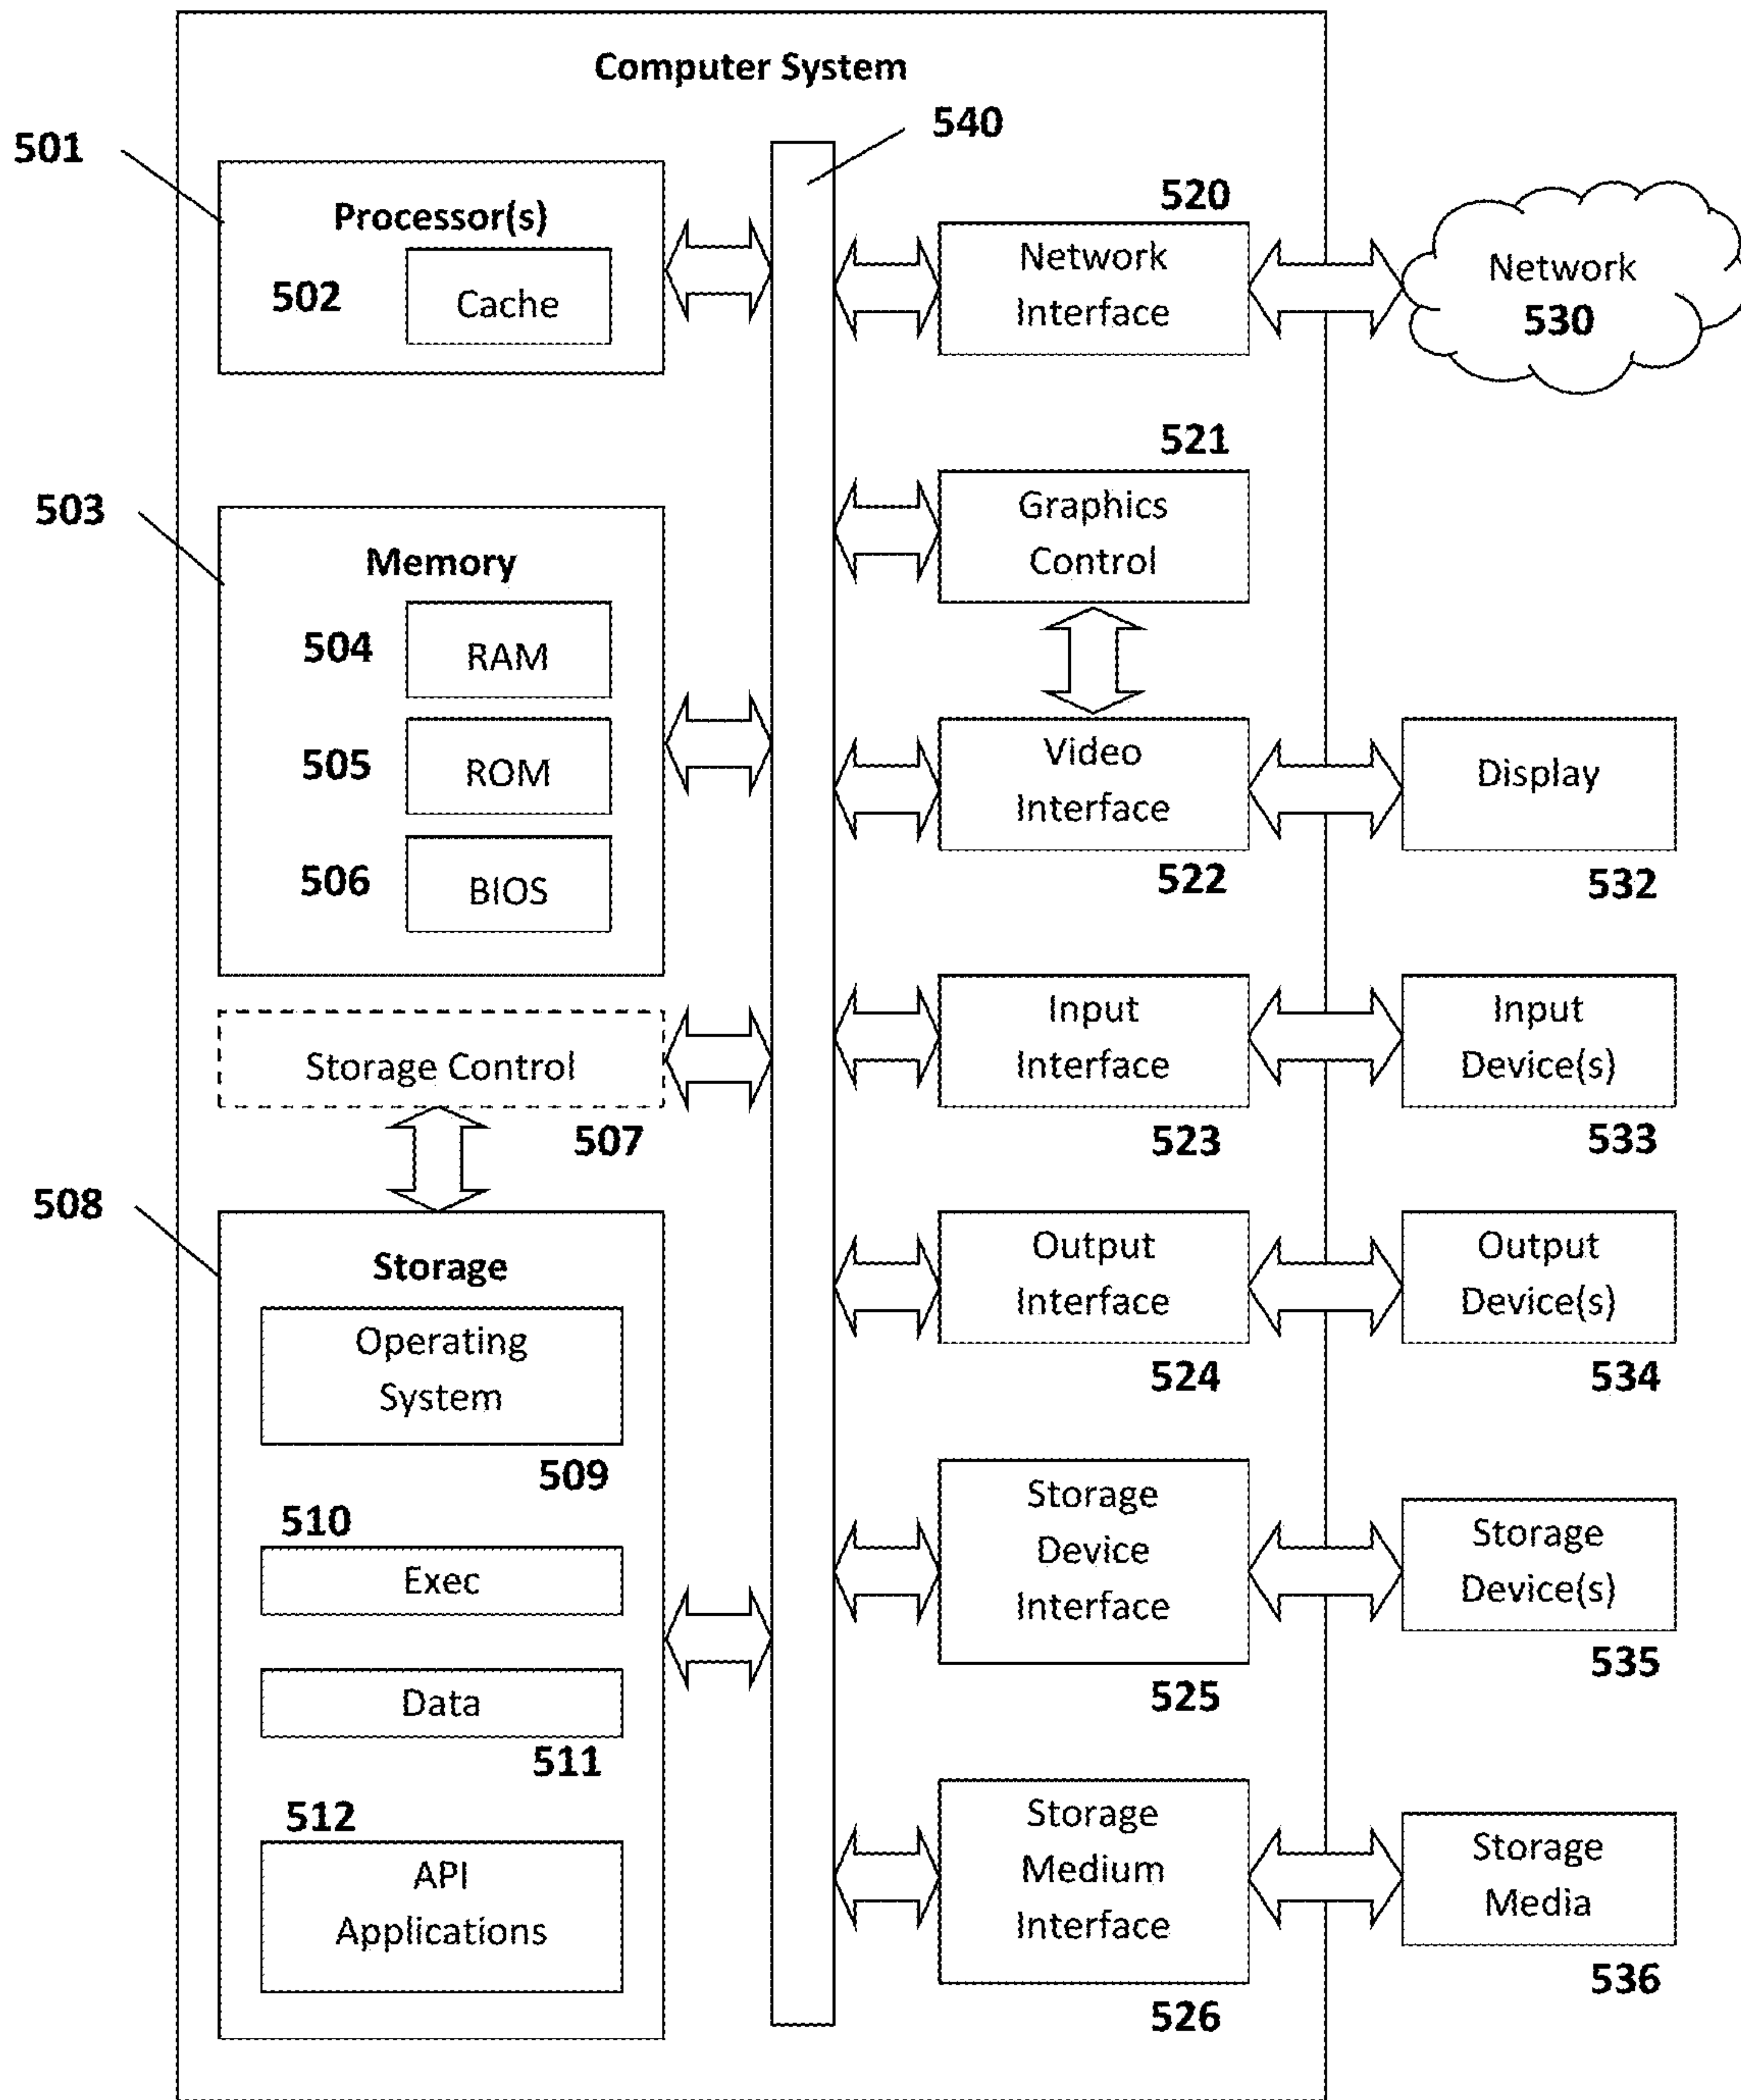 Computer System
501
540
Processor(s)
502
Cache
520
Network
Interface
Network
530
503
Memory
504
RAM
505
ROM
506
BIOS
521
Graphics
Control
Video
Interface
522
Display
532
Storage Control
507
Input
Interface
523
Input
Device(s)
533
508
Storage
Operating
System
509
510
Exec
Data
511
512
API
Applications
Output
Interface
524
Output
Device(s)
534
Storage
Device
Interface
525
Storage
Device(s)
535
Storage
Medium
Interface
526
Storage
Media
536